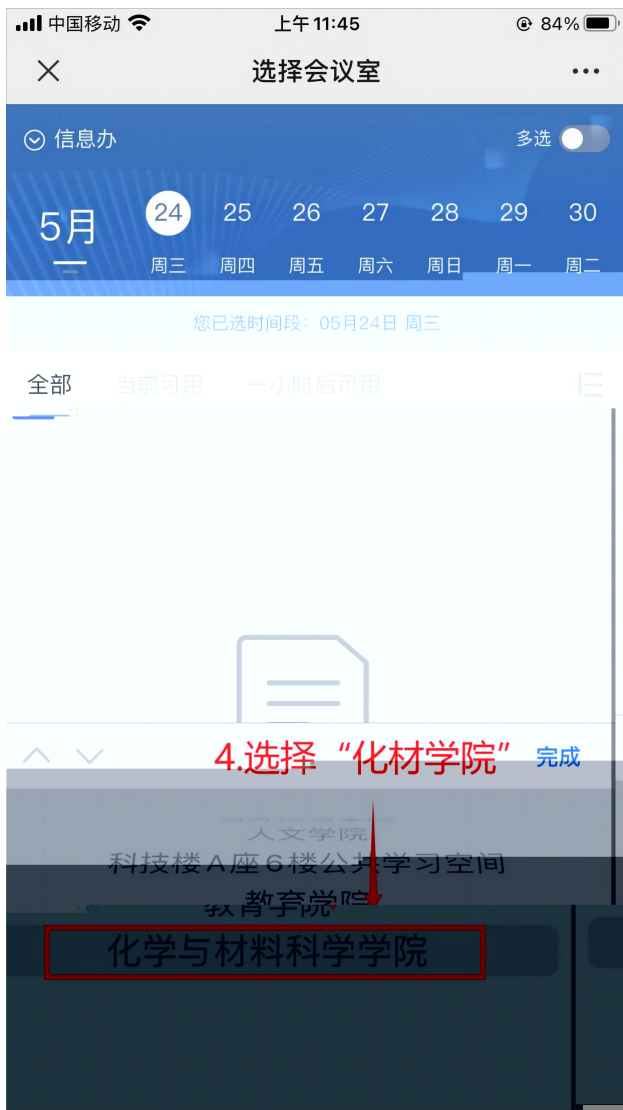 中国移动 上午11:45 84%
选择会议室
信息办 多选
5月 24 25 26 27 28 29 30
周三 周四 周五 周六 周日 周一 周二
您已选时间段：05月24日 周三
全部 当前可用 一小时后可用
4.选择“化材学院” 完成
人文学院
科技楼A座6楼公共学习空间
教育学院
化学与材料科学学院